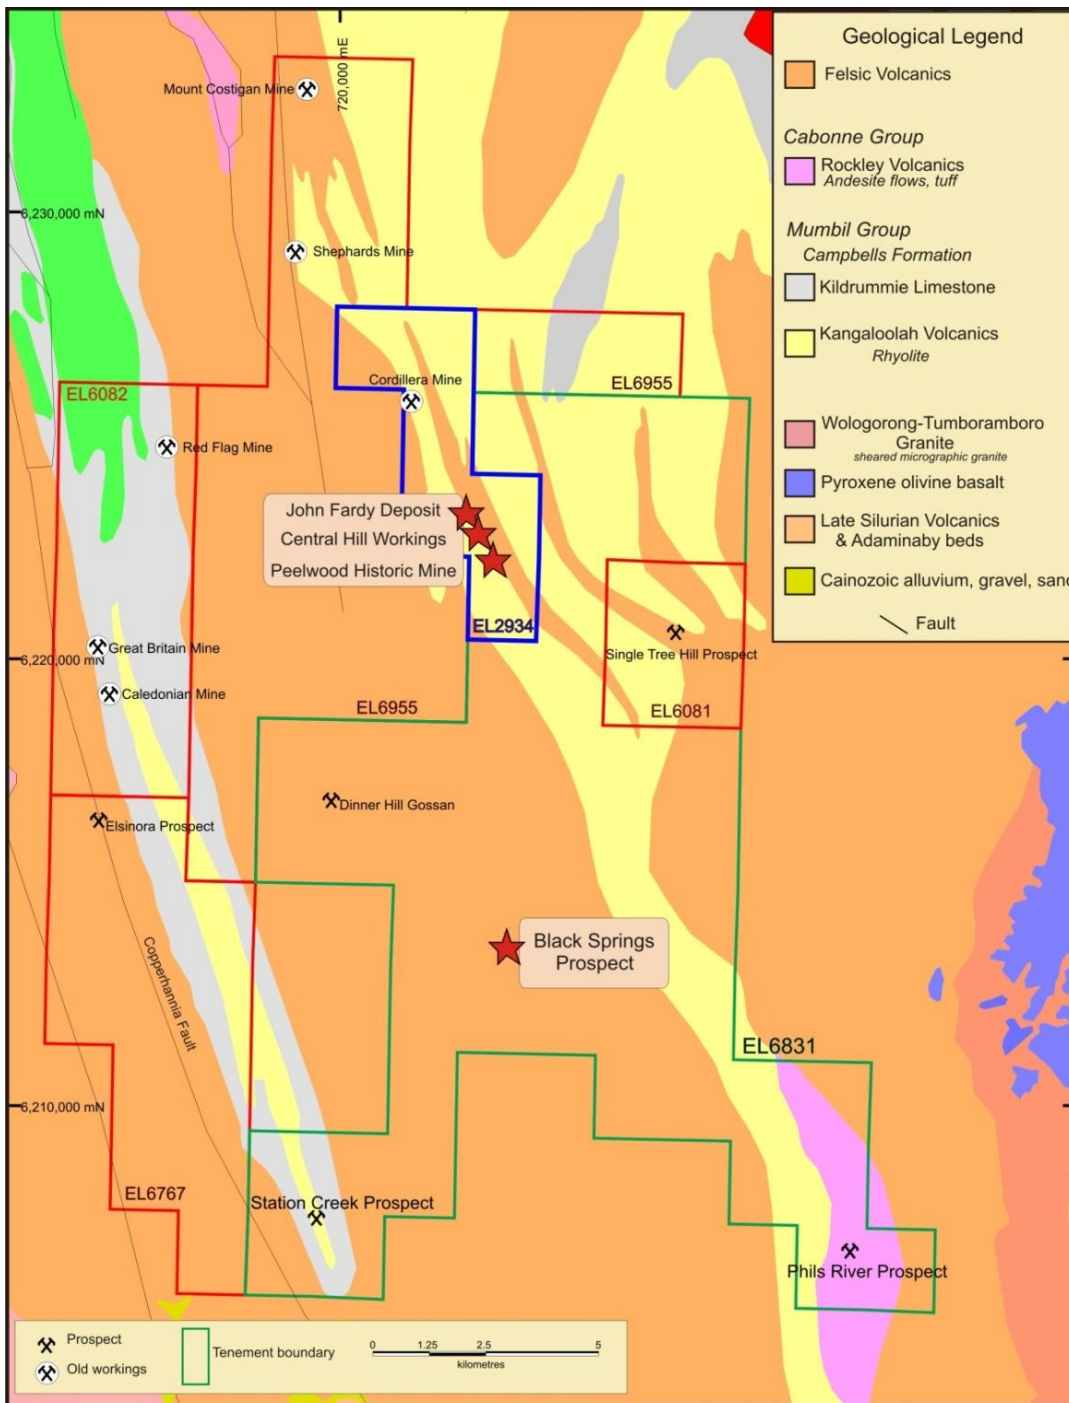 Geological Legend
Felsic Volcanics
Cabonne Group
Rockley Volcanics
Andesite flows, tuff
Mumbil Group
Campbells Formation
Kildrummie Limestone
Kangaloolah Volcanics
Rhyolite
Wologorong-Tumboramboro
Granite
sheared micrographic granite
Pyroxene olivine basalt
Late Silurian Volcanics
& Adaminaby beds
Cainozoic alluvium, gravel, sand
Fault
720,000 mE
Mount Costigan Mine
6,230,000 mN
Shephards Mine
Cordillera Mine
EL6955
EL6082
Red Flag Mine
John Fardy Deposit
Central Hill Workings
Peelwood Historic Mine
EL2934
Single Tree Hill Prospect
Great Britain Mine
6,220,000 mN
Caledonian Mine
EL6955
EL6081
Dinner Hill Gossan
Elsinora Prospect
Black Springs
Prospect
Copperhannia Fault
EL6831
6,210,000 mN
EL6767
Station Creek Prospect
Phils River Prospect
Prospect
Old workings
Tenement boundary
0 1.25 2.5 5
kilometres